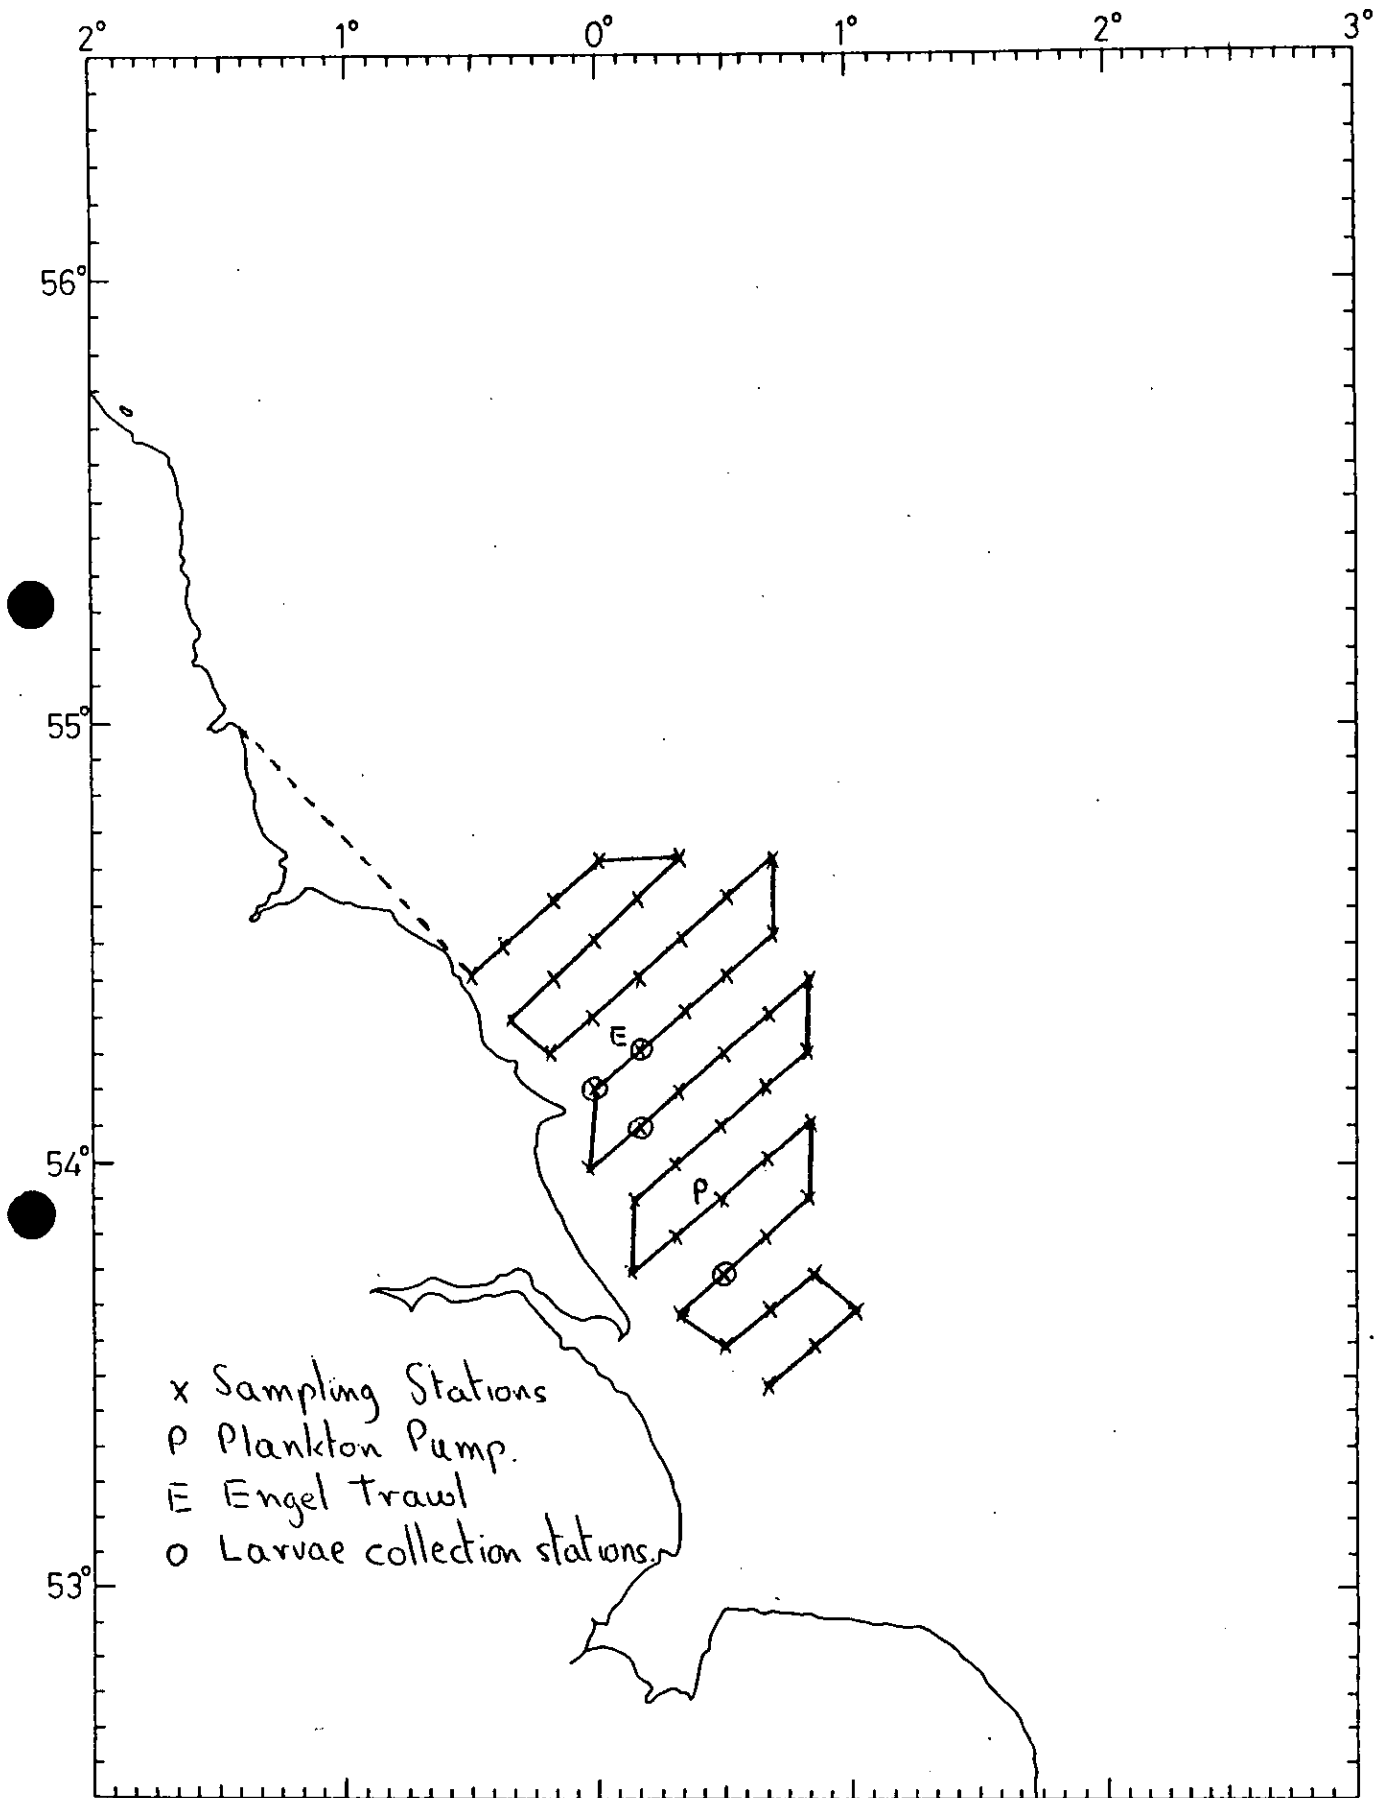 2° 1° 0° 1° 2° 3°
56°
55°
E
54°
P
x Sampling Stations
P Plankton Pump.
E Engel Trawl
o Larvae collection stations.
53°